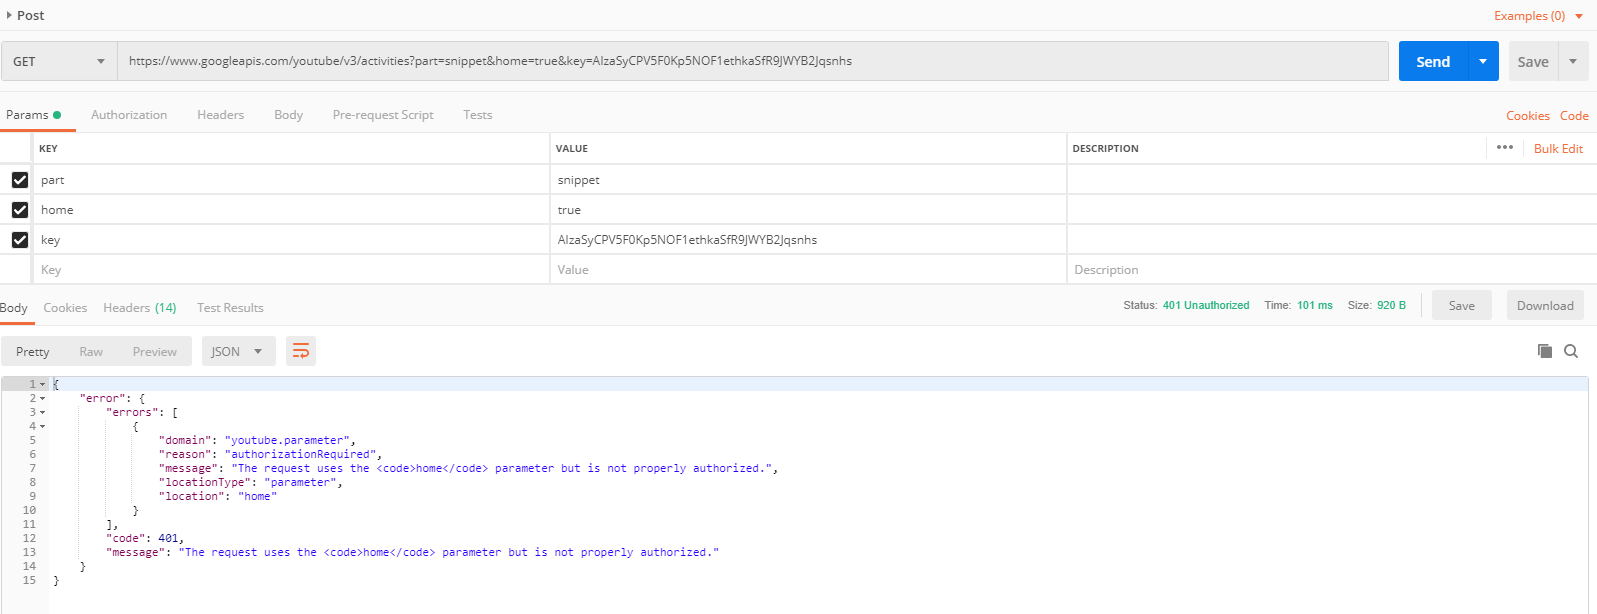 Post
Examples (0)
GET
https://www.googleapis.com/youtube/v3/activities?part=snippet&home=true&key=AIzaSyCPV5F0Kp5NOF1ethkaSfR9JWYB2Jqsnhs
Send
Save
Params Authorization Headers Body Pre-request Script Tests
Cookies Code
KEY VALUE DESCRIPTION ••• Bulk Edit
part snippet
home true
key AIzaSyCPV5F0Kp5NOF1ethkaSfR9JWYB2Jqsnhs
Key Value Description
Body Cookies Headers (14) Test Results
Status: 401 Unauthorized Time: 101 ms Size: 920 B Save Download
Pretty Raw Preview JSON
1 {
2 "error": {
3 "errors": [
4 {
5 "domain": "youtube.parameter",
6 "reason": "authorizationRequired",
7 "message": "The request uses the <code>home</code> parameter but is not properly authorized.",
8 "locationType": "parameter",
9 "location": "home"
10 }
11 ],
12 "code": 401,
13 "message": "The request uses the <code>home</code> parameter but is not properly authorized."
14 }
15 }